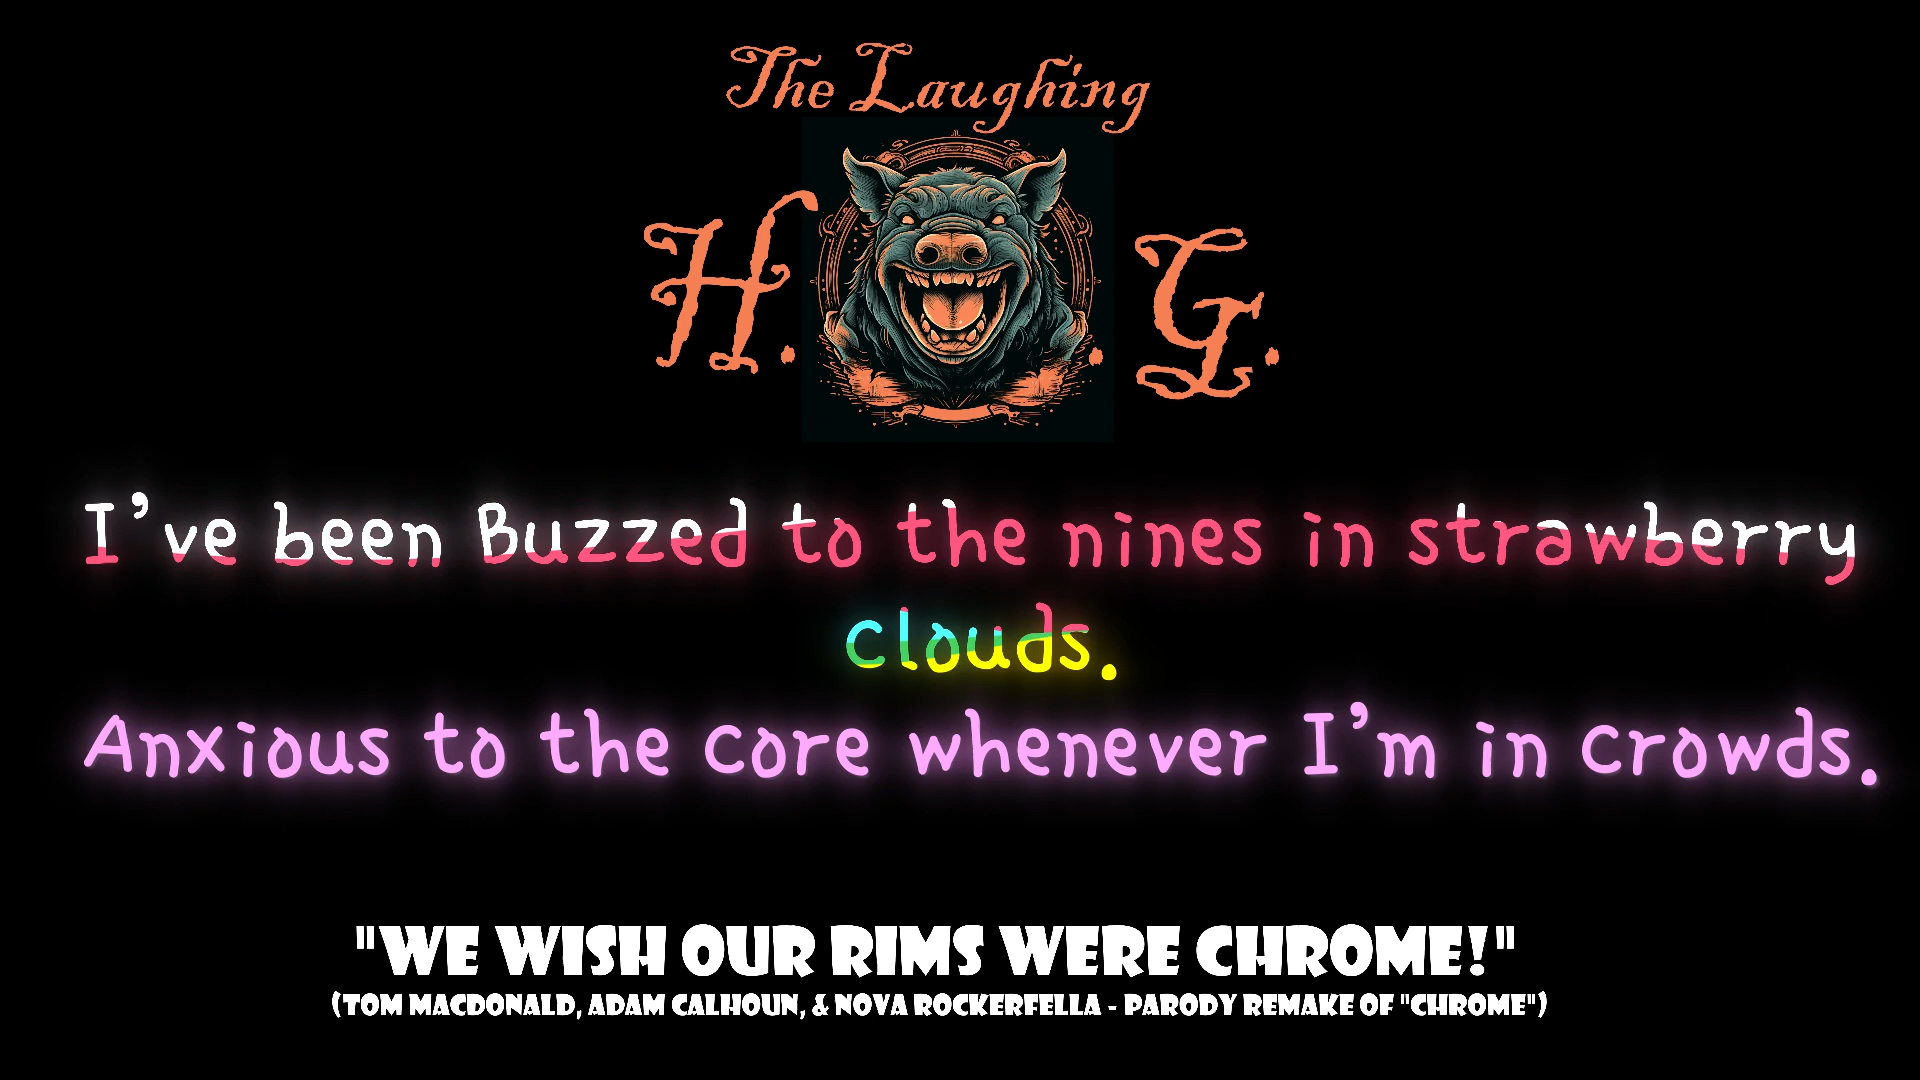 The Laughing
H. . G.
I've been Buzzed to the nines in strawberry
clouds.
Anxious to the core whenever I'm in crowds.
"WE WISH OUR RIMS WERE CHROME!"
(TOM MACDONALD, ADAM CALHOUN, & NOVA ROCKERFELLA - PARODY REMAKE OF "CHROME")